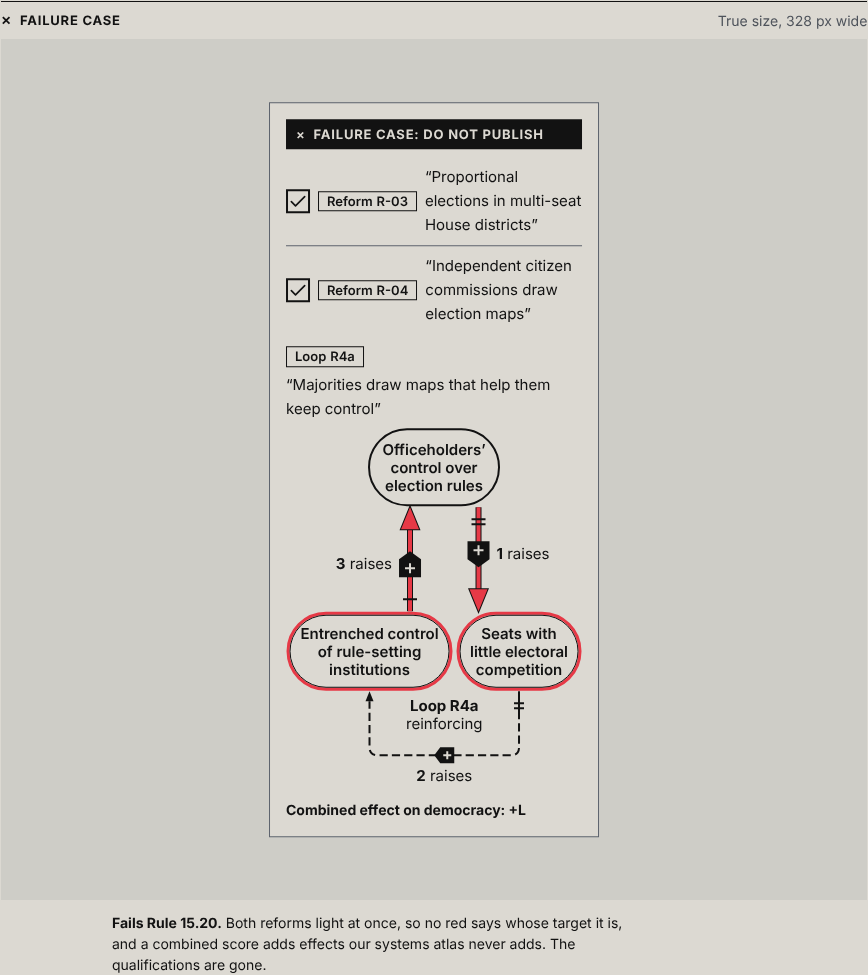 × FAILURE CASE
True size, 328 px wide
× FAILURE CASE: DO NOT PUBLISH
Reform R-03
“Proportional
elections in multi-seat
House districts”
Reform R-04
“Independent citizen
commissions draw
election maps”
Loop R4a
“Majorities draw maps that help them
keep control”
Officeholders’
control over
election rules
3 raises
+
+
1 raises
Entrenched control
of rule-setting
institutions
Seats with
little electoral
competition
Loop R4a
reinforcing
+
2 raises
Combined effect on democracy: +L
Fails Rule 15.20. Both reforms light at once, so no red says whose target it is,
and a combined score adds effects our systems atlas never adds. The
qualifications are gone.